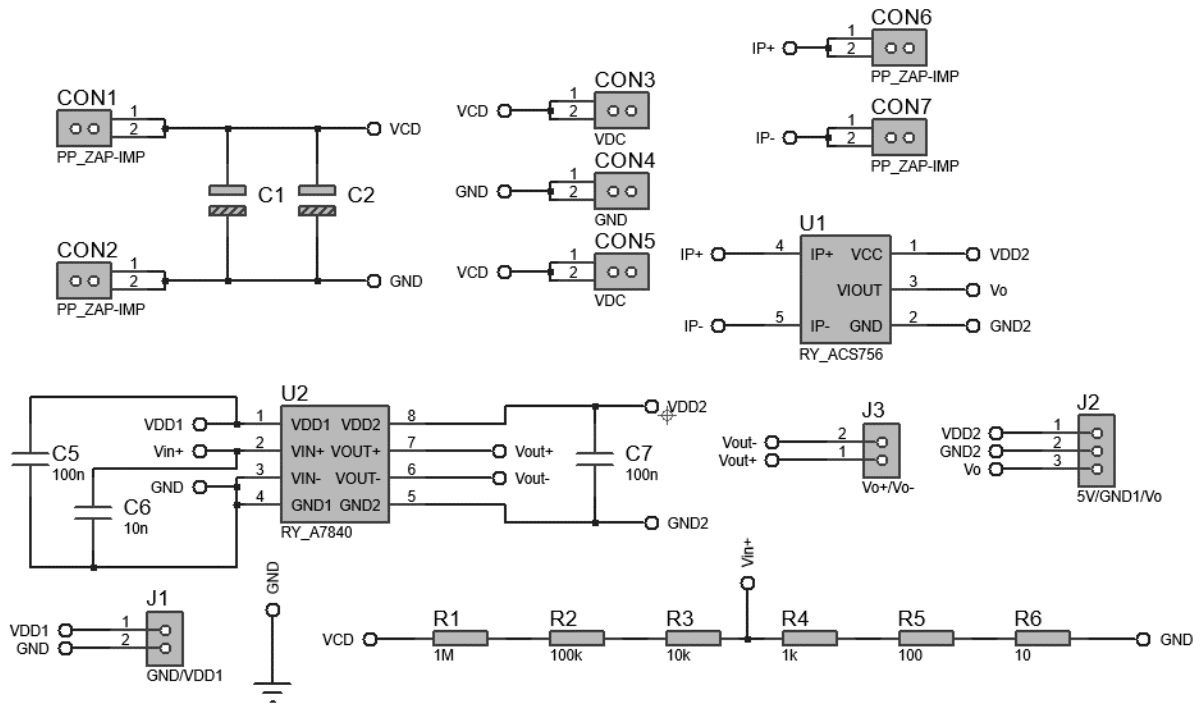 CON1
1
2
PP_ZAP-IMP
VCD
C1
C2
CON2
1
2
PP_ZAP-IMP
GND
CON3
VCD
1
2
VDC
CON4
GND
1
2
GND
CON5
VCD
1
2
VDC
CON6
IP+
1
2
PP_ZAP-IMP
CON7
IP-
1
2
PP_ZAP-IMP
U1
IP+ 4 IP+ VCC 1 VDD2
VIOUT 3 Vo
IP- 5 IP- GND 2 GND2
RY_ACS756
U2
VDD1 1 VDD1 VDD2 8 VDD2
Vin+ 2 VIN+ VOUT+ 7 Vout+
GND 3 VIN- VOUT- 6 Vout-
4 GND1 GND2 5 GND2
RY_A7840
C5
100n
C6
10n
C7
100n
J3
Vout- 2
Vout+ 1
Vo+/Vo-
J2
VDD2 1
GND2 2
Vo 3
5V/GND1/Vo
J1
VDD1 1
GND 2
GND/VDD1
GND
Vin+
VCD
R1
1M
R2
100k
R3
10k
R4
1k
R5
100
R6
10
GND